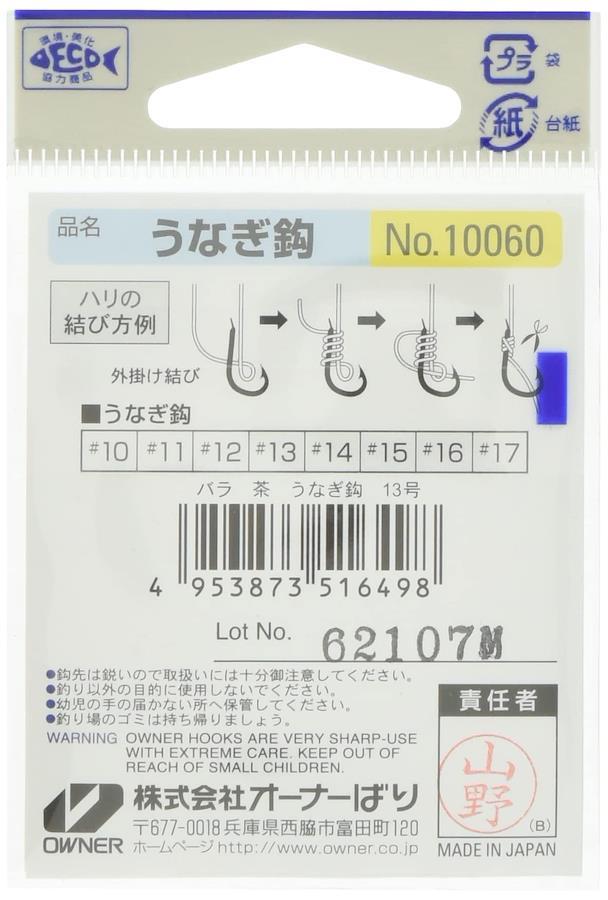 環境・美化
ECO
協力商品
プラ 袋
紙 台紙
品名 うなぎ鈎 No.10060
ハリの
結び方例
外掛け結び
■うなぎ鈎
#10 #11 #12 #13 #14 #15 #16 #17
バラ 茶 うなぎ鈎 13号
4 953873 516498
Lot No. 62107M
●鈎先は鋭いので取扱いには十分御注意してください。
●釣り以外の目的に使用しないでください。
●幼児の手の届かない所へ保管してください。
●釣り場のゴミは持ち帰りましょう。
WARNING OWNER HOOKS ARE VERY SHARP-USE
WITH EXTREME CARE. KEEP OUT OF
REACH OF SMALL CHILDREN.
責任者
山野
(B)
MADE IN JAPAN
OWNER
株式会社オーナーばり
〒677-0018 兵庫県西脇市富田町120
ホームページ http://www.owner.co.jp